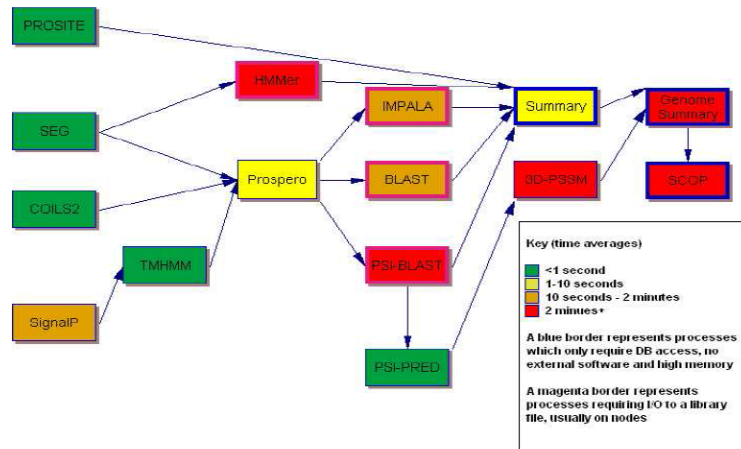 PROSITE
HMMer
IMPALA
Summary
Genome
Summary
SEG
Prospero
BLAST
3D-PSSM
SCOP
COILS2
TMHMM
PSI-BLAST
SignalP
PSI-PRED
Key (time averages)
<1 second
1-10 seconds
10 seconds - 2 minutes
2 minues+
A blue border represents processes
which only require DB access, no
external software and high memory
A magenta border represents
processes requiring I/O to a library
file, usually on nodes